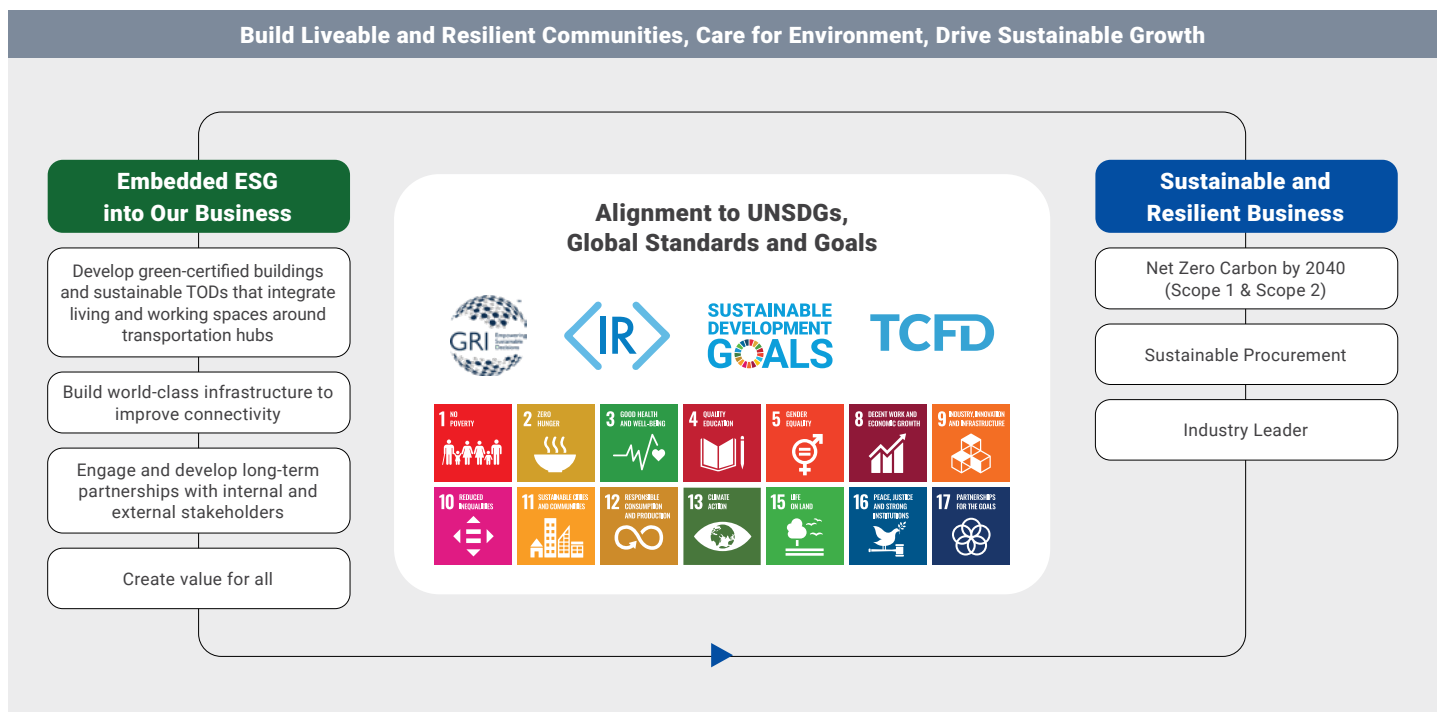 Build Liveable and Resilient Communities, Care for Environment, Drive Sustainable Growth
Embedded ESG
into Our Business
Develop green-certified buildings
and sustainable TODs that integrate
living and working spaces around
transportation hubs
Build world-class infrastructure to
improve connectivity
Engage and develop long-term
partnerships with internal and
external stakeholders
Create value for all
Alignment to UNSDGs,
Global Standards and Goals
GRI
Empowering
Sustainable
Decisions
<IR>
SUSTAINABLE
DEVELOPMENT
GOALS
TCFD
1 NO
POVERTY
2 ZERO
HUNGER
3 GOOD HEALTH
AND WELL-BEING
4 QUALITY
EDUCATION
5 GENDER
EQUALITY
8 DECENT WORK AND
ECONOMIC GROWTH
9 INDUSTRY, INNOVATION
AND INFRASTRUCTURE
10 REDUCED
INEQUALITIES
11 SUSTAINABLE CITIES
AND COMMUNITIES
12 RESPONSIBLE
CONSUMPTION
AND PRODUCTION
13 CLIMATE
ACTION
15 LIFE
ON LAND
16 PEACE, JUSTICE
AND STRONG
INSTITUTIONS
17 PARTNERSHIPS
FOR THE GOALS
Sustainable and
Resilient Business
Net Zero Carbon by 2040
(Scope 1 & Scope 2)
Sustainable Procurement
Industry Leader